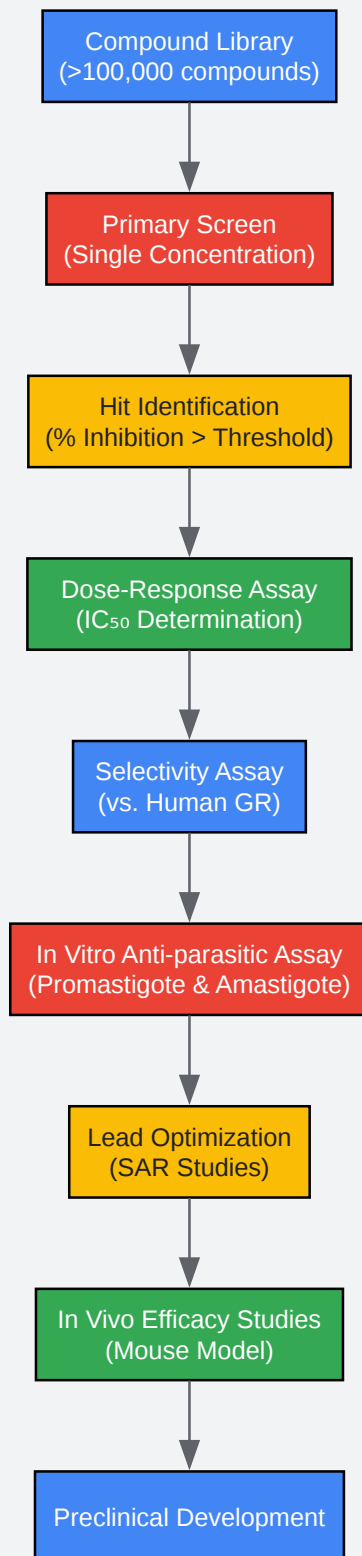 Compound Library
(>100,000 compounds)
Primary Screen
(Single Concentration)
Hit Identification
(% Inhibition > Threshold)
Dose-Response Assay
(IC₅₀ Determination)
Selectivity Assay
(vs. Human GR)
In Vitro Anti-parasitic Assay
(Promastigote & Amastigote)
Lead Optimization
(SAR Studies)
In Vivo Efficacy Studies
(Mouse Model)
Preclinical Development